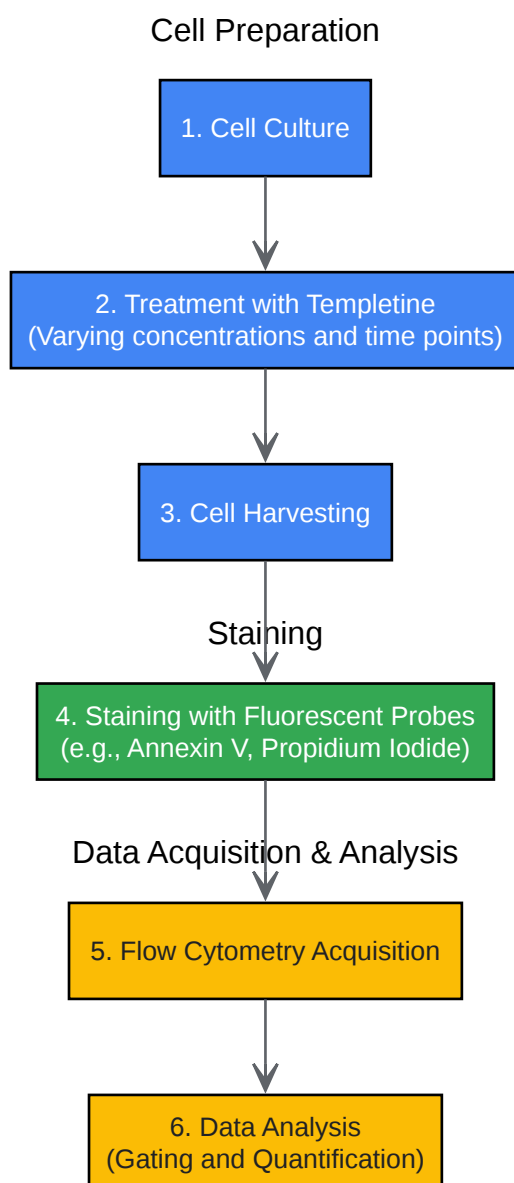 Cell Preparation
1. Cell Culture
2. Treatment with Templetine
(Varying concentrations and time points)
3. Cell Harvesting
Staining
4. Staining with Fluorescent Probes
(e.g., Annexin V, Propidium Iodide)
Data Acquisition & Analysis
5. Flow Cytometry Acquisition
6. Data Analysis
(Gating and Quantification)